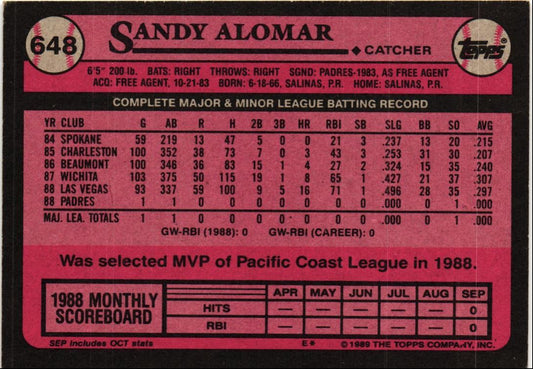 648 SANDY ALOMAR TOPPS®
◆ CATCHER
6'5" 200 lb. BATS: RIGHT THROWS: RIGHT SGND: PADRES-1983, AS FREE AGENT
ACQ: FREE AGENT, 10-21-83 BORN: 6-18-66, SALINAS, P.R. HOME: SALINAS, P.R.
COMPLETE MAJOR & MINOR LEAGUE BATTING RECORD
YR CLUB G AB R H 2B 3B HR RBI SB SLG BB SO AVG
84 SPOKANE 59 219 13 47 5 0 0 21 3 .237 13 20 .215
85 CHARLESTON 100 352 38 73 7 0 3 43 3 .253 31 30 .207
86 BEAUMONT 100 346 36 83 15 1 4 27 2 .324 15 35 .240
87 WICHITA 103 375 50 115 19 1 8 65 1 .427 21 37 .307
88 LAS VEGAS 93 337 59 100 9 5 16 71 1 .496 28 35 .297
88 PADRES 1 1 0 0 0 0 0 0 0 .000 0 1 .000
MAJ. LEA. TOTALS 1 1 0 0 0 0 0 0 0 .000 0 1 .000
GW-RBI (1988): 0 GW-RBI (CAREER): 0
Was selected MVP of Pacific Coast League in 1988.
1988 MONTHLY SCOREBOARD
APR MAY JUN JUL AUG SEP
HITS — — — — — 0
RBI — — — — — 0
SEP includes OCT stats E* © 1989 THE TOPPS COMPANY, INC.